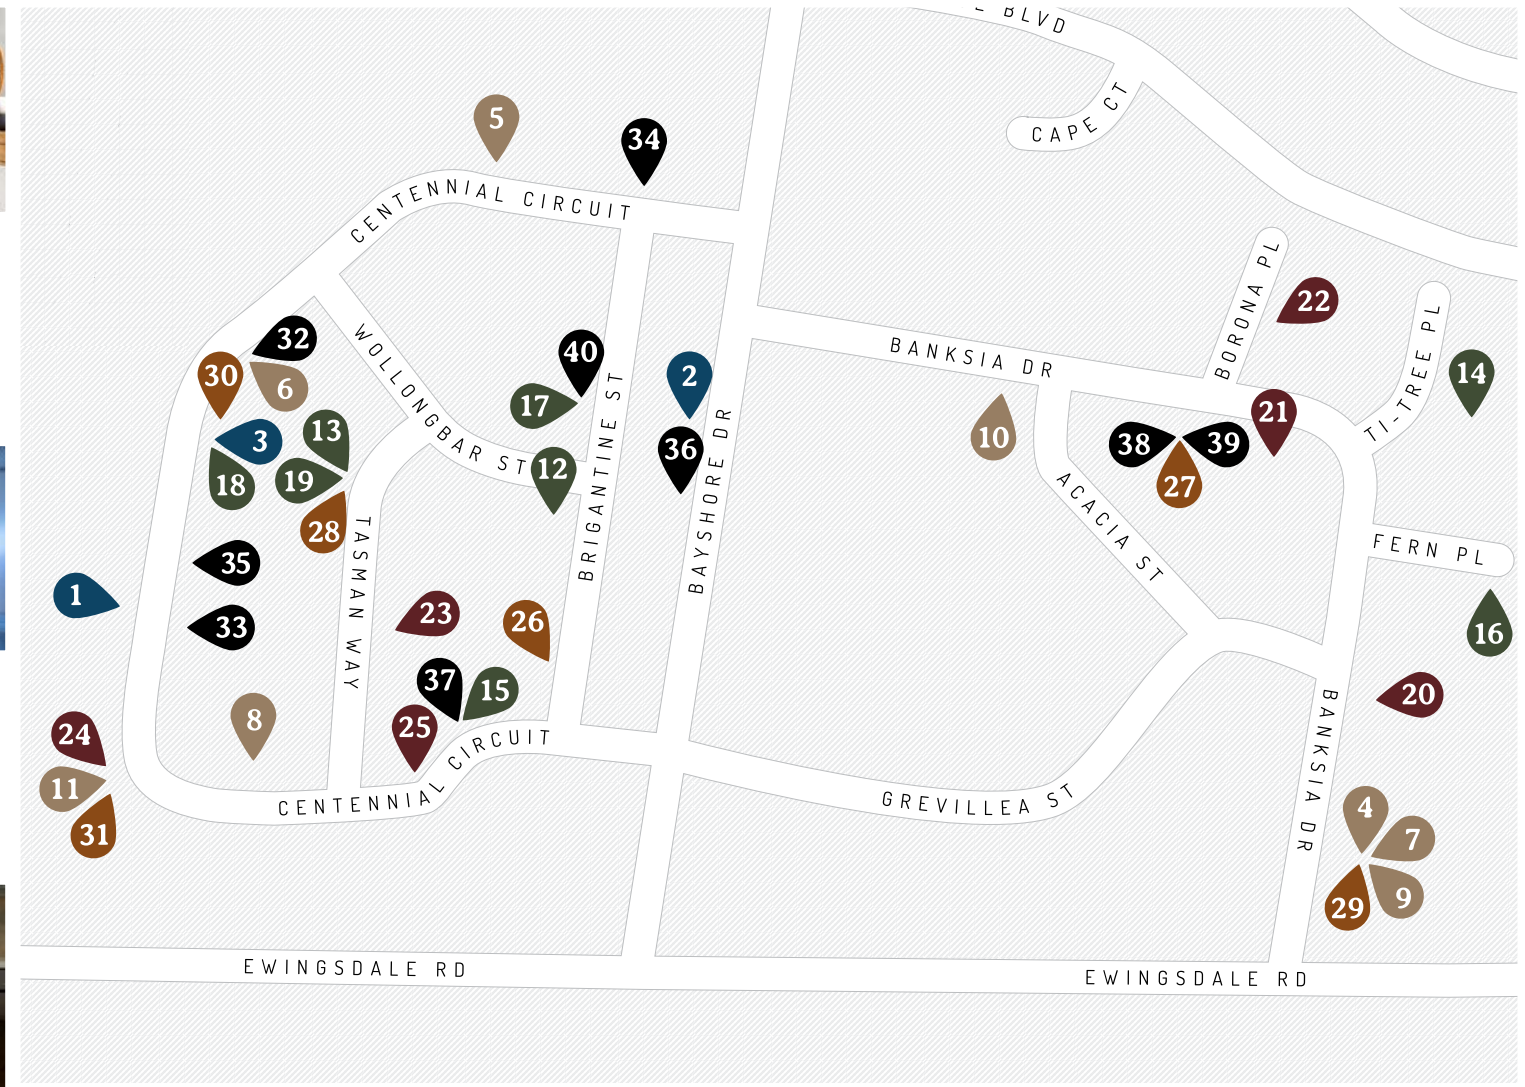 BLVD
CAPE CT
5
34
CENTENNIAL CIRCUIT
BORONA PL
22
TI-TREE PL
32
WOLLONGBAR ST
40
2
BANKSIA DR
14
30
6
17
BRIGANTINE ST
BAYSHORE DR
10
21
3
13
36
38
39
18
19
12
27
28
ACACIA ST
35
TASMAN WAY
FERN PL
1
33
23
26
16
37
15
20
24
8
25
CENTENNIAL CIRCUIT
BANKSIA DR
11
GREVILLEA ST
4
7
31
9
29
EWINGSDALE RD
EWINGSDALE RD